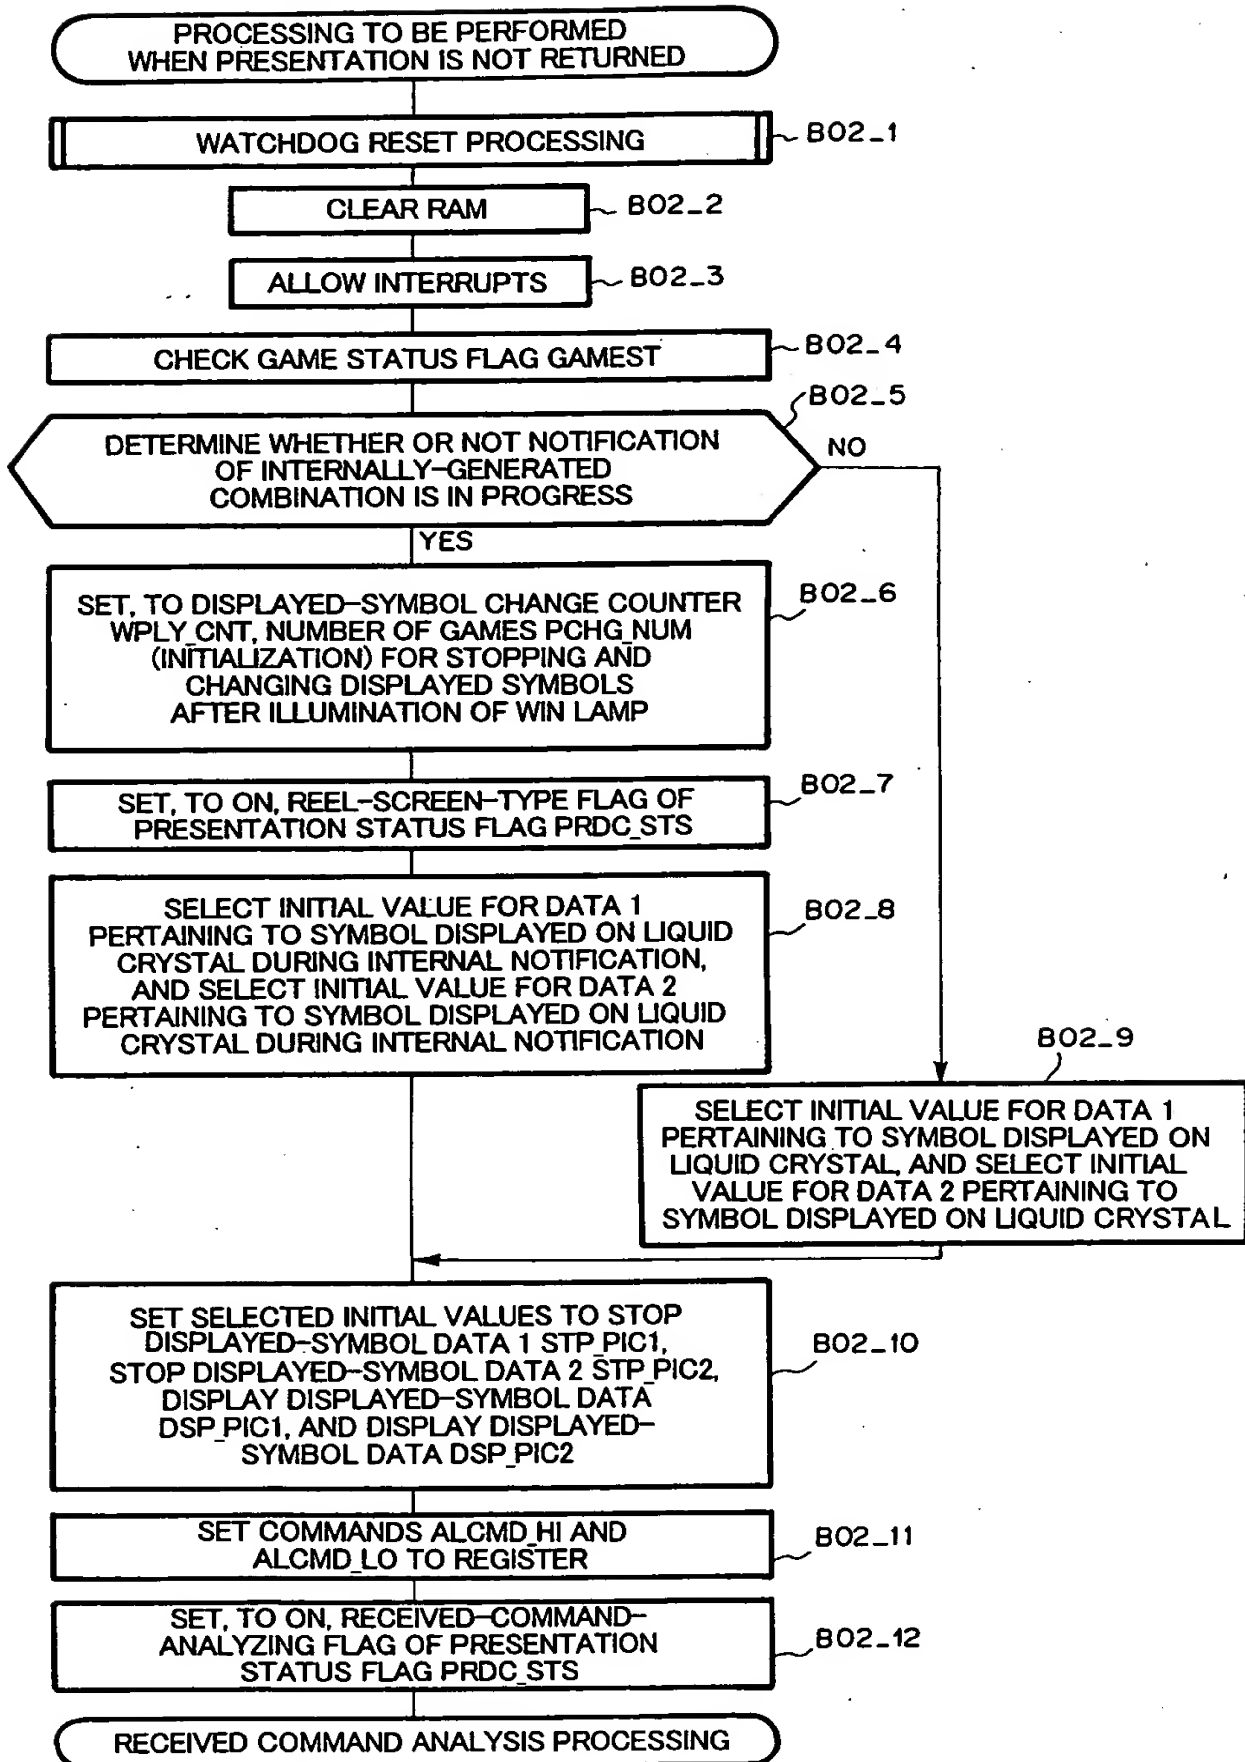 PROCESSING TO BE PERFORMED
WHEN PRESENTATION IS NOT RETURNED
WATCHDOG RESET PROCESSING
B02_1
CLEAR RAM
B02_2
ALLOW INTERRUPTS
B02_3
CHECK GAME STATUS FLAG GAMEST
B02_4
B02_5
DETERMINE WHETHER OR NOT NOTIFICATION
OF INTERNALLY-GENERATED
COMBINATION IS IN PROGRESS
NO
YES
SET, TO DISPLAYED-SYMBOL CHANGE COUNTER
WPLY_CNT, NUMBER OF GAMES PCHG_NUM
(INITIALIZATION) FOR STOPPING AND
CHANGING DISPLAYED SYMBOLS
AFTER ILLUMINATION OF WIN LAMP
B02_6
SET, TO ON, REEL-SCREEN-TYPE FLAG OF
PRESENTATION STATUS FLAG PRDC_STS
B02_7
SELECT INITIAL VALUE FOR DATA 1
PERTAINING TO SYMBOL DISPLAYED ON LIQUID
CRYSTAL DURING INTERNAL NOTIFICATION,
AND SELECT INITIAL VALUE FOR DATA 2
PERTAINING TO SYMBOL DISPLAYED ON LIQUID
CRYSTAL DURING INTERNAL NOTIFICATION
B02_8
B02_9
SELECT INITIAL VALUE FOR DATA 1
PERTAINING TO SYMBOL DISPLAYED ON
LIQUID CRYSTAL, AND SELECT INITIAL
VALUE FOR DATA 2 PERTAINING TO
SYMBOL DISPLAYED ON LIQUID CRYSTAL
SET SELECTED INITIAL VALUES TO STOP
DISPLAYED-SYMBOL DATA 1 STP_PIC1,
STOP DISPLAYED-SYMBOL DATA 2 STP_PIC2,
DISPLAY DISPLAYED-SYMBOL DATA
DSP_PIC1, AND DISPLAY DISPLAYED-
SYMBOL DATA DSP_PIC2
B02_10
SET COMMANDS ALCMD_HI AND
ALCMD_LO TO REGISTER
B02_11
SET, TO ON, RECEIVED-COMMAND-
ANALYZING FLAG OF PRESENTATION
STATUS FLAG PRDC_STS
B02_12
RECEIVED COMMAND ANALYSIS PROCESSING